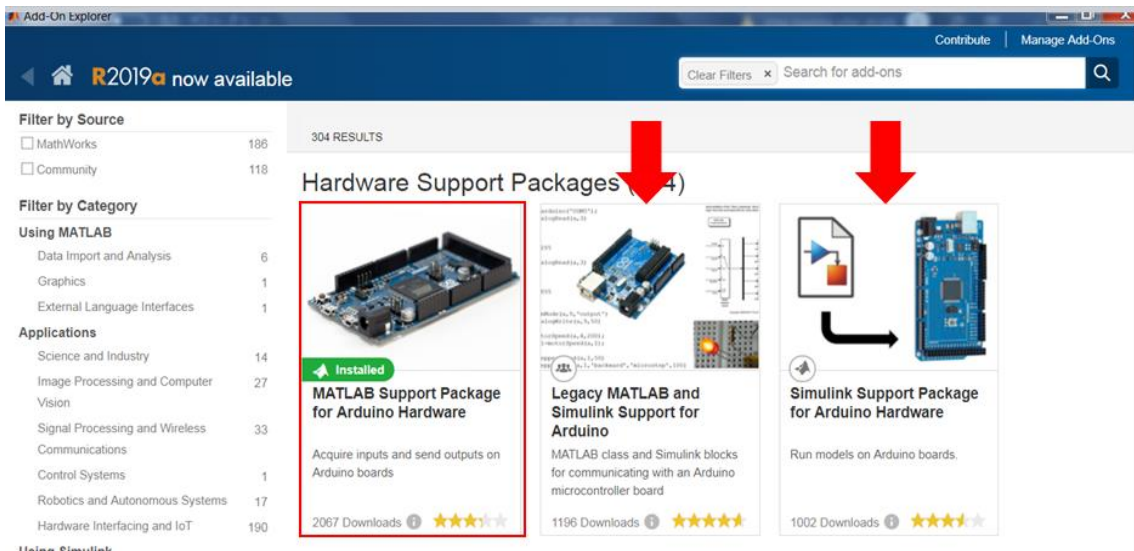 Add-On Explorer
Contribute
Manage Add-Ons
R2019a now available
Clear Filters ×
Search for add-ons
Filter by Source
MathWorks 186
Community 118
Filter by Category
Using MATLAB
Data Import and Analysis 6
Graphics 1
External Language Interfaces 1
Applications
Science and Industry 14
Image Processing and Computer
Vision 27
Signal Processing and Wireless
Communications 33
Control Systems 1
Robotics and Autonomous Systems 17
Hardware Interfacing and IoT 190
Using Simulink
304 RESULTS
Hardware Support Packages 4)
Installed
MATLAB Support Package
for Arduino Hardware
Acquire inputs and send outputs on
Arduino boards
2067 Downloads
Legacy MATLAB and
Simulink Support for
Arduino
MATLAB class and Simulink blocks
for communicating with an Arduino
microcontroller board
1196 Downloads
Simulink Support Package
for Arduino Hardware
Run models on Arduino boards.
1002 Downloads